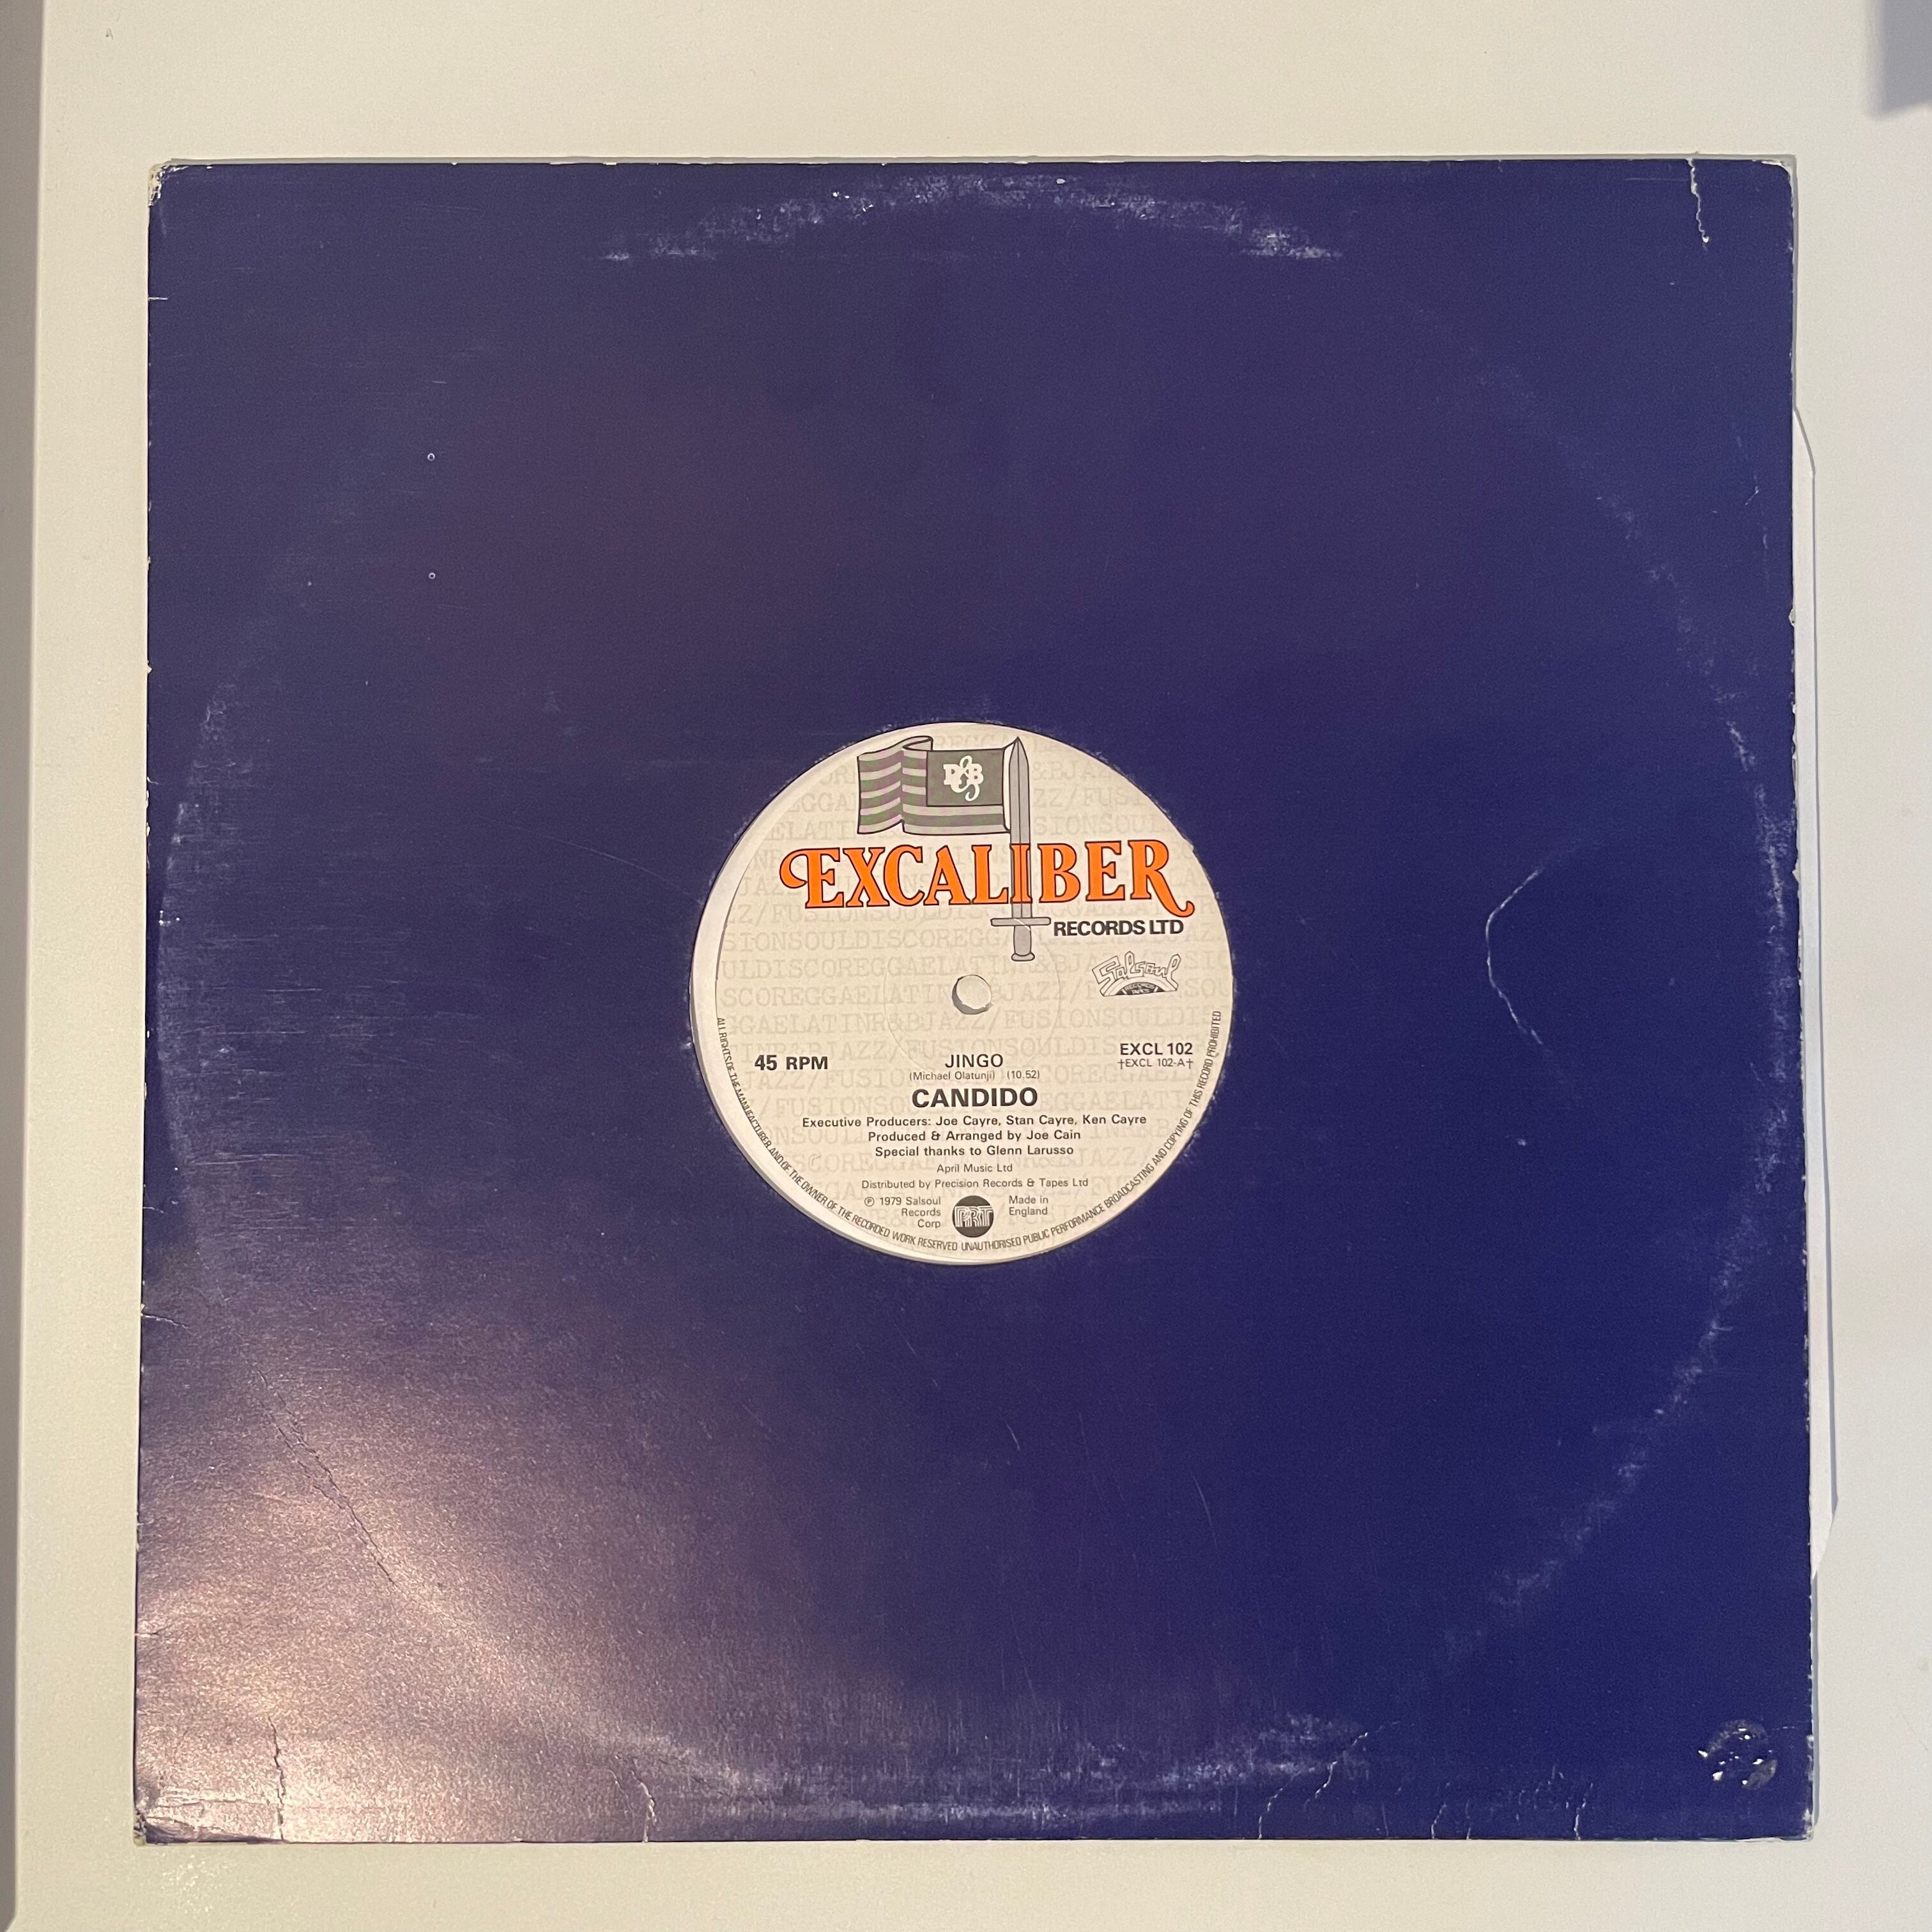 R&B
EXCALIBER
RECORDS LTD
Salsoul
45 RPM
JINGO
(Michael Olatunji) (10.52)
EXCL 102
†EXCL 102-A†
CANDIDO
Executive Producers: Joe Cayre, Stan Cayre, Ken Cayre
Produced & Arranged by Joe Cain
Special thanks to Glenn Larusso
April Music Ltd
Distributed by Precision Records & Tapes Ltd
℗ 1979 Salsoul
Records
Corp
PRT
Made in
England
ALL RIGHTS OF THE MANUFACTURER AND OF THE OWNER OF THE RECORDED WORK RESERVED UNAUTHORISED PUBLIC PERFORMANCE BROADCASTING AND COPYING OF THIS RECORD PROHIBITED